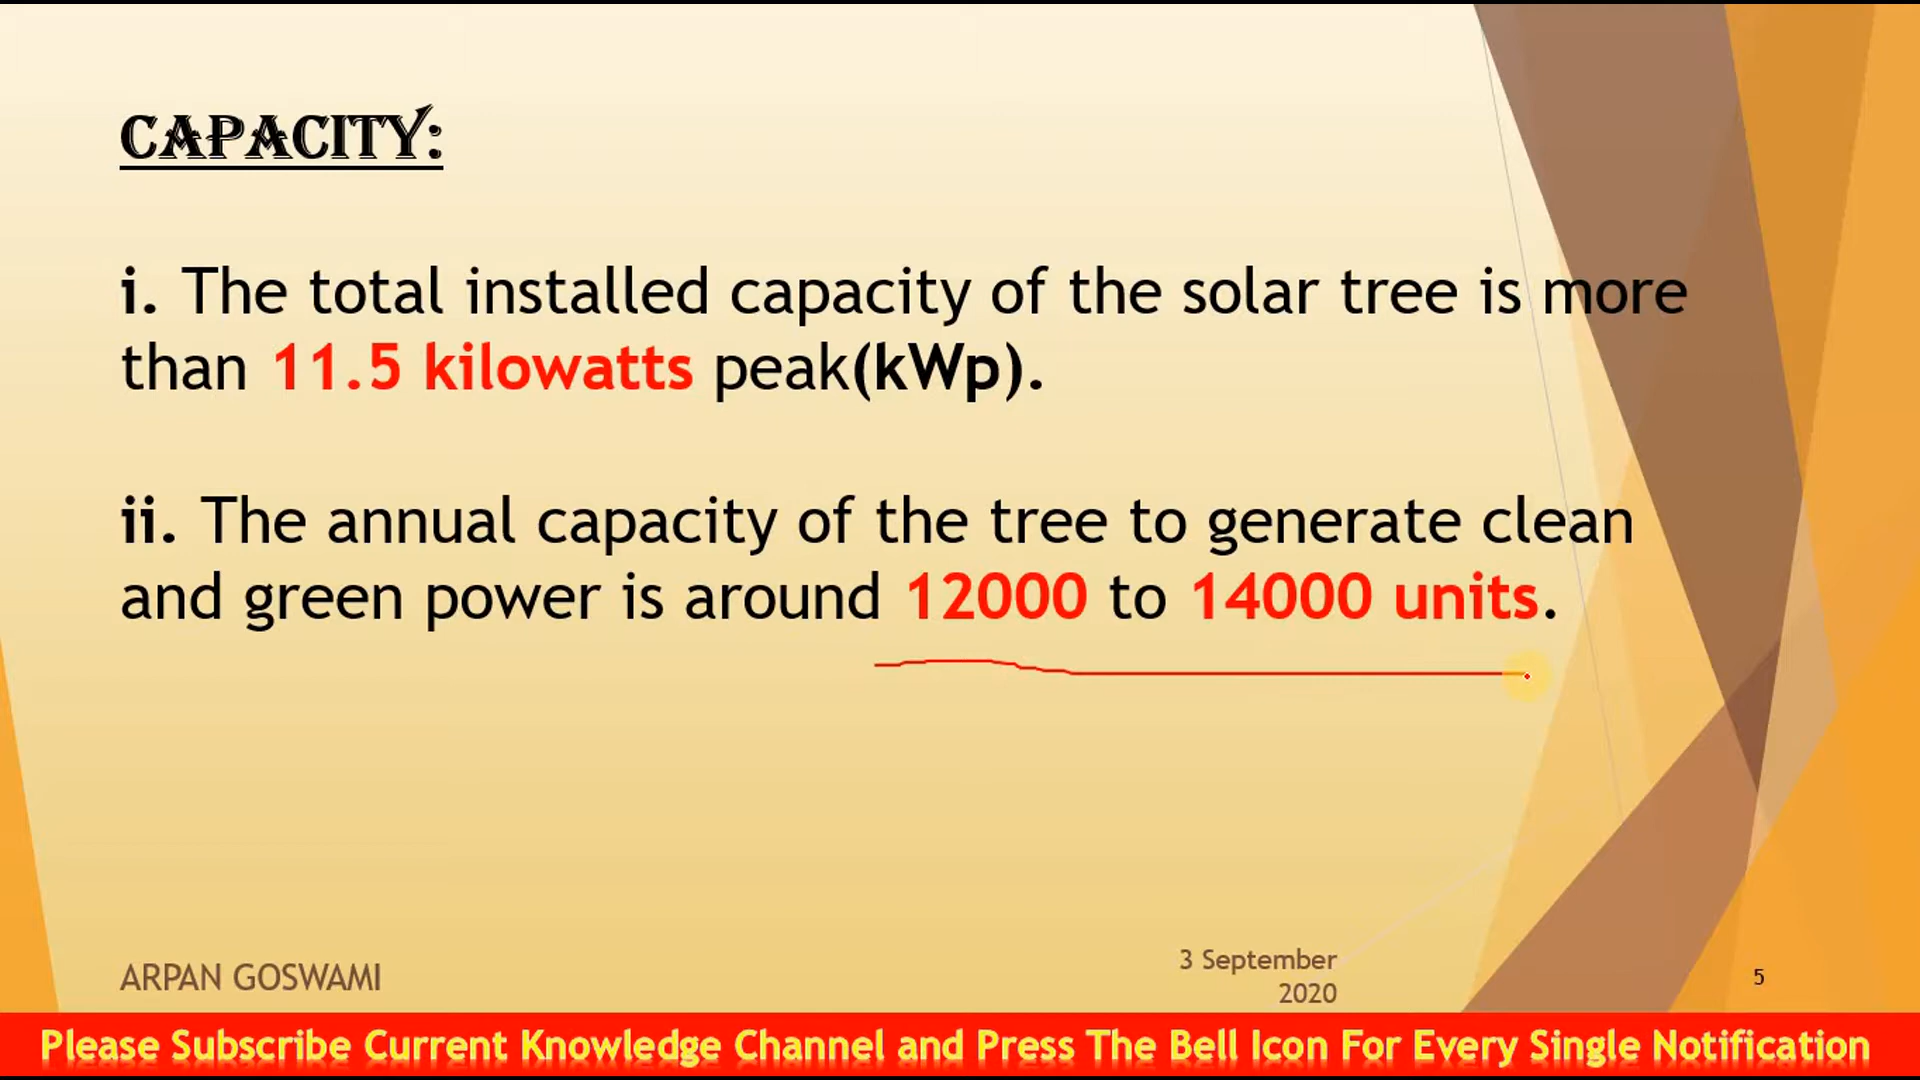 CAPACITY:
i. The total installed capacity of the solar tree is more
than 11.5 kilowatts peak(kWp).
ii. The annual capacity of the tree to generate clean
and green power is around 12000 to 14000 units.
ARPAN GOSWAMI
3 September
2020
5
Please Subscribe Current Knowledge Channel and Press The Bell Icon For Every Single Notification